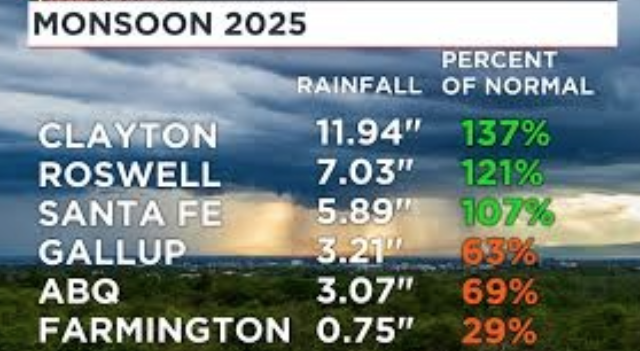 MONSOON 2025
PERCENT
RAINFALL OF NORMAL
CLAYTON 11.94" 137%
ROSWELL 7.03" 121%
SANTA FE 5.89" 107%
GALLUP 3.21" 63%
ABQ 3.07" 69%
FARMINGTON 0.75" 29%